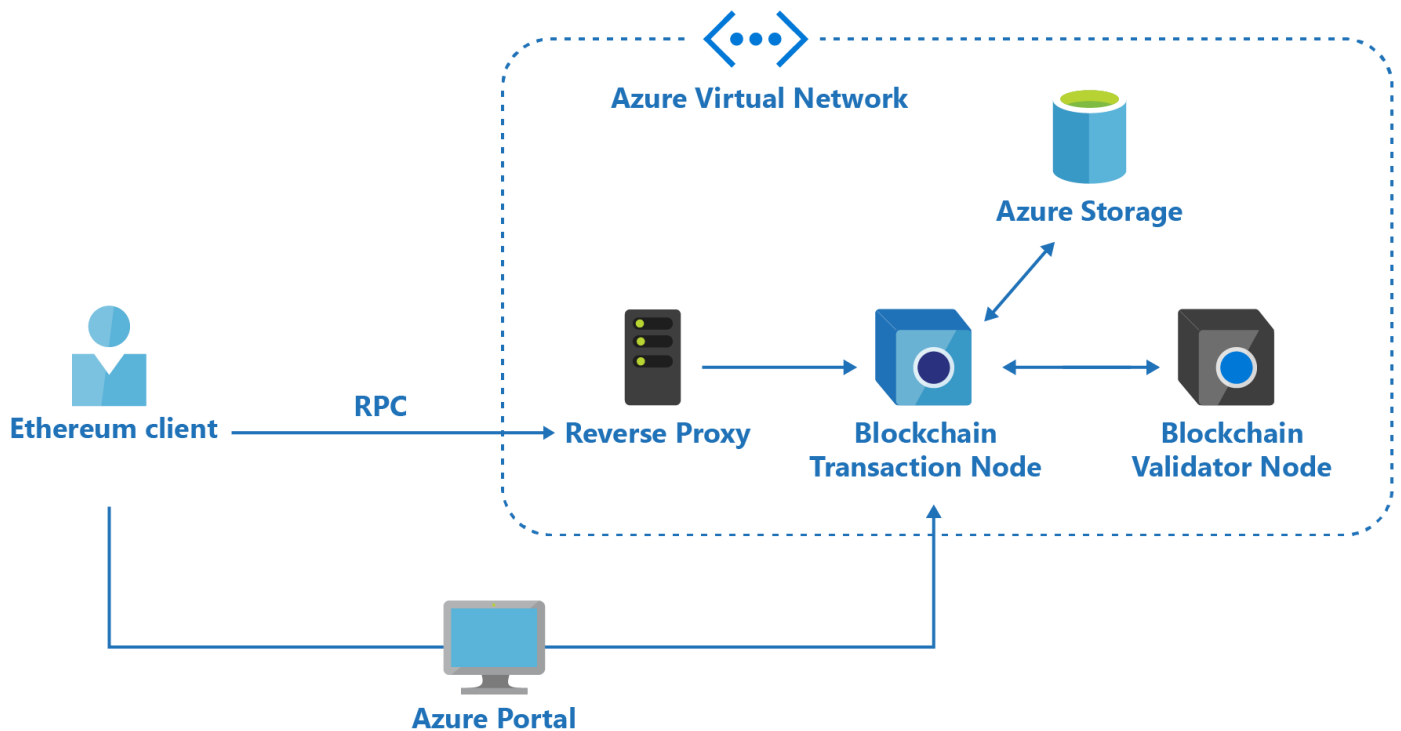 Azure Virtual Network
Azure Storage
Ethereum client
RPC
Reverse Proxy
Blockchain
Transaction Node
Blockchain
Validator Node
Azure Portal